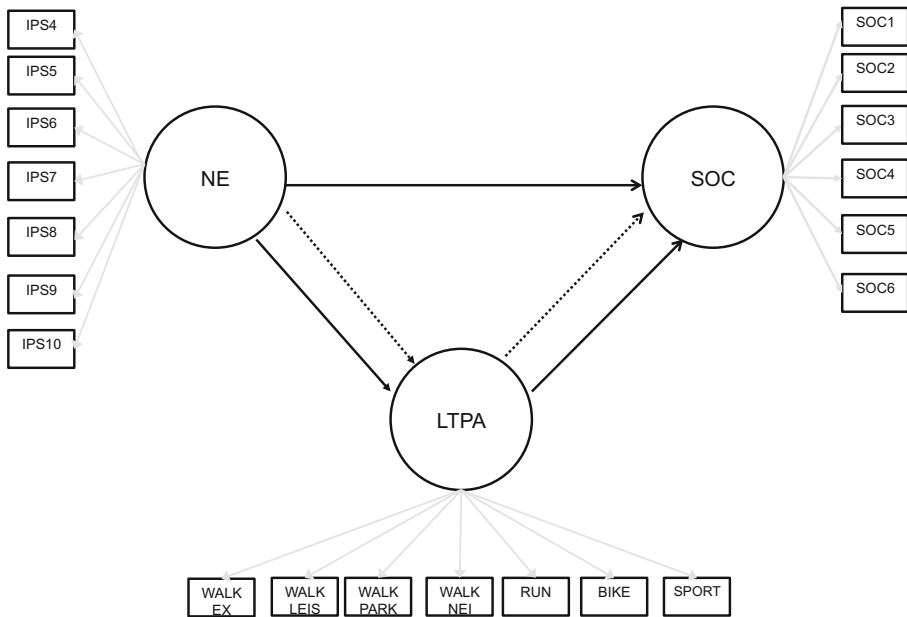 IPS4
IPS5
IPS6
IPS7
IPS8
IPS9
IPS10
NE
SOC
SOC1
SOC2
SOC3
SOC4
SOC5
SOC6
LTPA
WALK
EX
WALK
LEIS
WALK
PARK
WALK
NEI
RUN
BIKE
SPORT